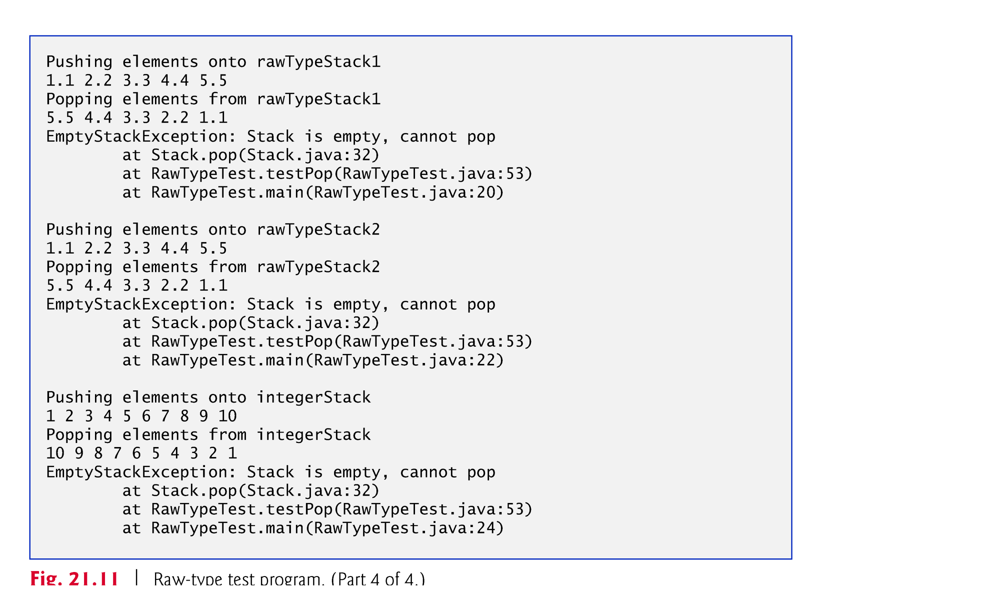 Pushing elements onto rawTypeStack1
1.1 2.2 3.3 4.4 5.5
Popping elements from rawTypeStack1
5.5 4.4 3.3 2.2 1.1
EmptyStackException: Stack is empty, cannot pop
        at Stack.pop(Stack.java:32)
        at RawTypeTest.testPop(RawTypeTest.java:53)
        at RawTypeTest.main(RawTypeTest.java:20)

Pushing elements onto rawTypeStack2
1.1 2.2 3.3 4.4 5.5
Popping elements from rawTypeStack2
5.5 4.4 3.3 2.2 1.1
EmptyStackException: Stack is empty, cannot pop
        at Stack.pop(Stack.java:32)
        at RawTypeTest.testPop(RawTypeTest.java:53)
        at RawTypeTest.main(RawTypeTest.java:22)

Pushing elements onto integerStack
1 2 3 4 5 6 7 8 9 10
Popping elements from integerStack
10 9 8 7 6 5 4 3 2 1
EmptyStackException: Stack is empty, cannot pop
        at Stack.pop(Stack.java:32)
        at RawTypeTest.testPop(RawTypeTest.java:53)
        at RawTypeTest.main(RawTypeTest.java:24)

Fig. 21.11 | Raw-type test program. (Part 4 of 4.)